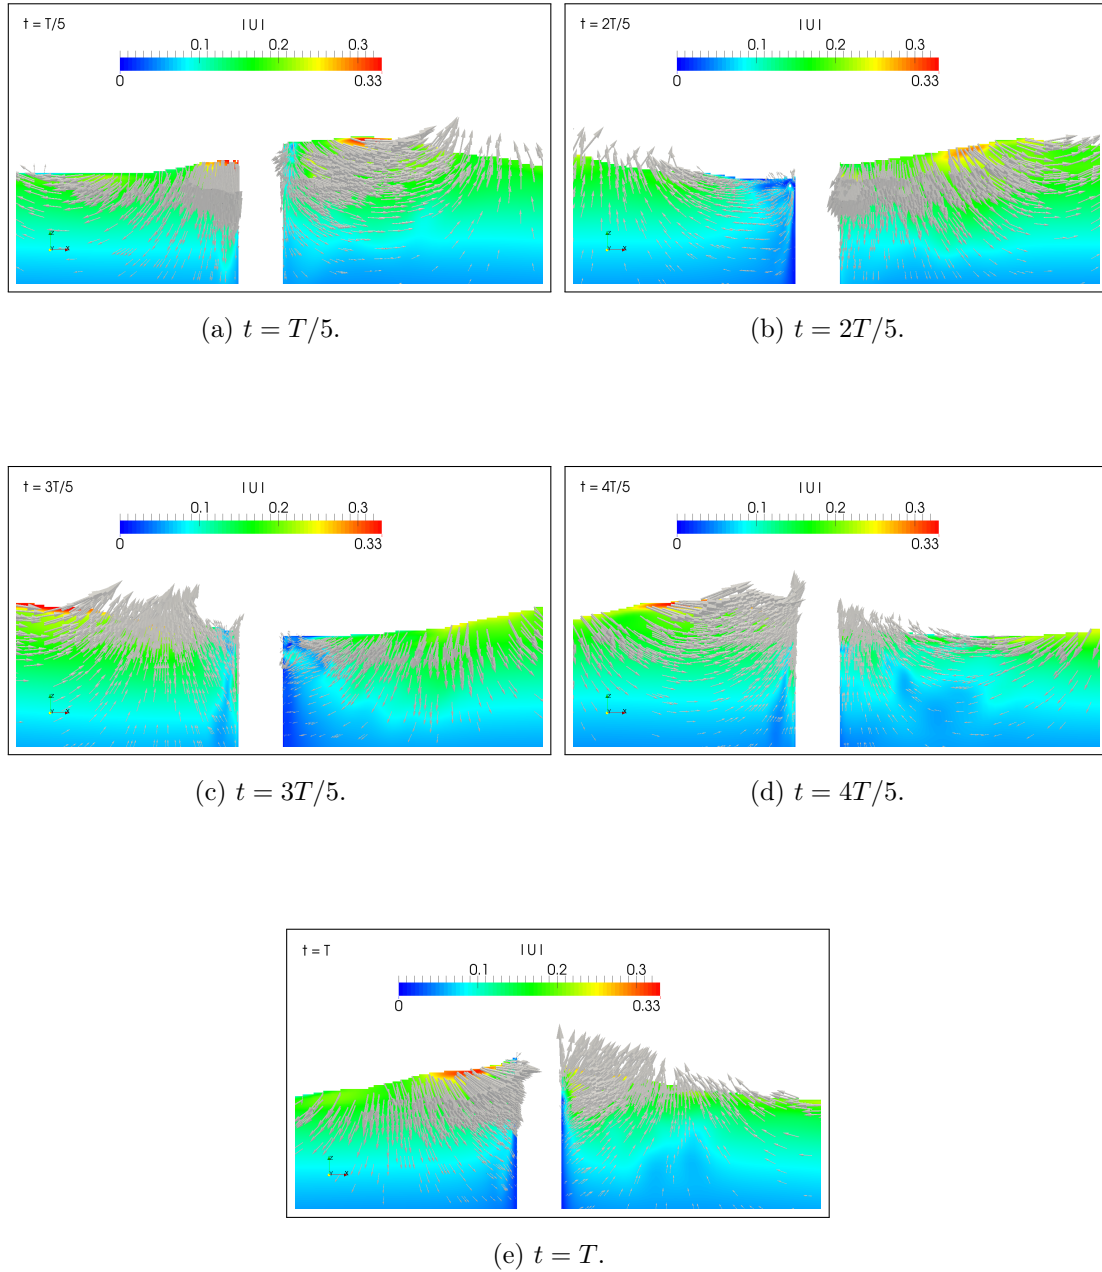 t = T/5
| U |
0.1 0.2 0.3
0 0.33
t = 2T/5
| U |
0.1 0.2 0.3
0 0.33
(a) t = T/5.
(b) t = 2T/5.
t = 3T/5
| U |
0.1 0.2 0.3
0 0.33
t = 4T/5
| U |
0.1 0.2 0.3
0 0.33
(c) t = 3T/5.
(d) t = 4T/5.
t = T
| U |
0.1 0.2 0.3
0 0.33
(e) t = T.